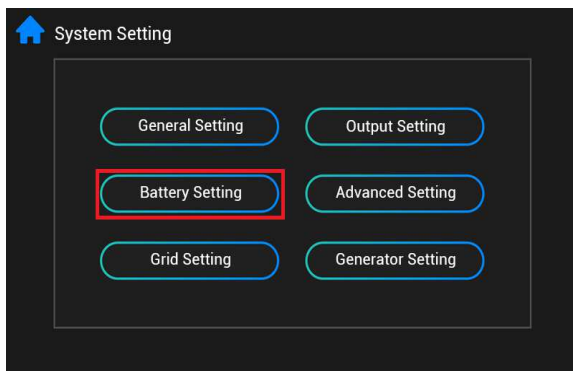 System Setting
General Setting
Output Setting
Battery Setting
Advanced Setting
Grid Setting
Generator Setting